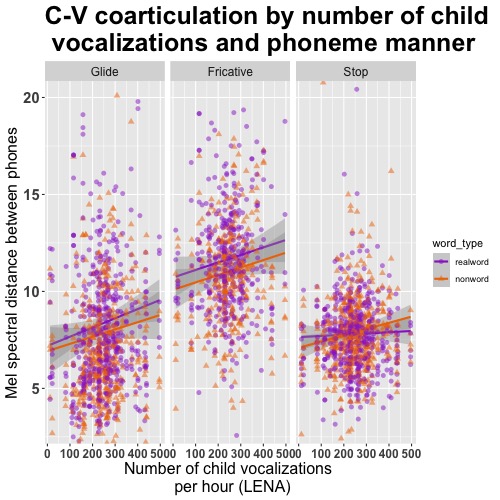 C-V coarticulation by number of child
vocalizations and phoneme manner
Glide Fricative Stop
Mel spectral distance between phones
20
15
10
5
0 100 200 300 400 500 0 100 200 300 400 500 0 100 200 300 400 500
Number of child vocalizations
per hour (LENA)
word_type
realword
nonword